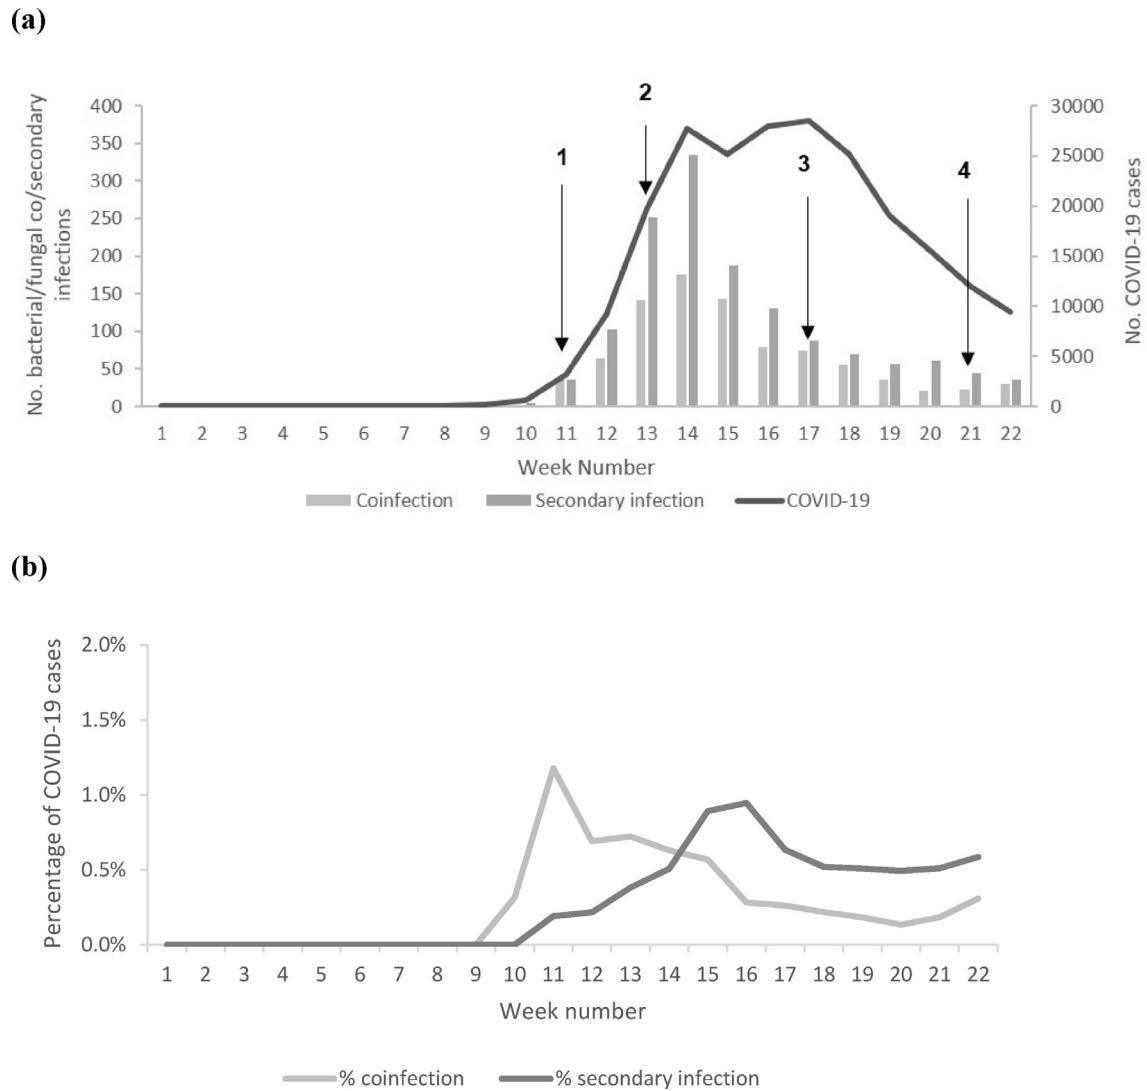 (a)
No. bacterial/fungal co/secondary
infections
400
350
300
250
200
150
100
50
0
1
2
3
4
30000
25000
20000
15000
10000
5000
0
No. COVID-19 cases
1 2 3 4 5 6 7 8 9 10 11 12 13 14 15 16 17 18 19 20 21 22
Week Number
Coinfection Secondary infection COVID-19
(b)
Percentage of COVID-19 cases
2.0%
1.5%
1.0%
0.5%
0.0%
1 2 3 4 5 6 7 8 9 10 11 12 13 14 15 16 17 18 19 20 21 22
Week number
% coinfection % secondary infection